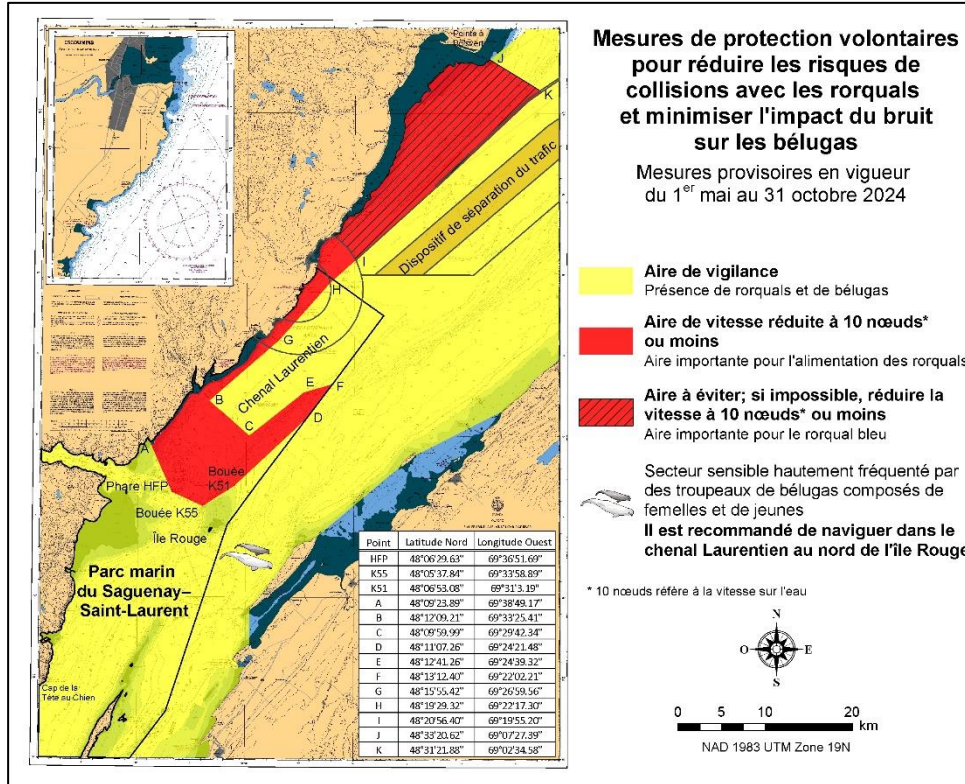 Mesures de protection volontaires
pour réduire les risques de
collisions avec les rorquals
et minimiser l'impact du bruit
sur les bélugas
Mesures provisoires en vigueur
du 1er mai au 31 octobre 2024
Aire de vigilance
Présence de rorquals et de bélugas
Aire de vitesse réduite à 10 nœuds*
ou moins
Aire importante pour l'alimentation des rorquals
Aire à éviter; si impossible, réduire la
vitesse à 10 nœuds* ou moins
Aire importante pour le rorqual bleu
Secteur sensible hautement fréquenté par
des troupeaux de bélugas composés de
femelles et de jeunes
Il est recommandé de naviguer dans le
chenal Laurentien au nord de l'île Rouge
* 10 nœuds réfère à la vitesse sur l'eau
N
O
E
S
0 5 10 20
km
NAD 1983 UTM Zone 19N
Pointe à
J
K
Dispositif de séparation du trafic
I
H
G
Chenal Laurentien
B
E
F
C
D
A
Bouée
K51
Phare HFP
Bouée K55
Île Rouge
Parc marin
du Saguenay–
Saint-Laurent
Cap de la
Tête au Chien
Point Latitude Nord Longitude Ouest
HFP 48°06'29.63" 69°36'51.69"
K55 48°05'37.84" 69°33'58.89"
K51 48°06'53.08" 69°31'3.19"
A 48°09'23.89" 69°38'49.17"
B 48°12'09.21" 69°33'25.41"
C 48°09'59.99" 69°29'42.34"
D 48°11'07.26" 69°24'21.48"
E 48°12'41.26" 69°24'39.32"
F 48°13'12.40" 69°22'02.21"
G 48°15'55.42" 69°26'59.56"
H 48°19'29.32" 69°22'17.30"
I 48°20'56.40" 69°19'55.20"
J 48°33'20.62" 69°07'27.39"
K 48°31'21.88" 69°02'34.58"